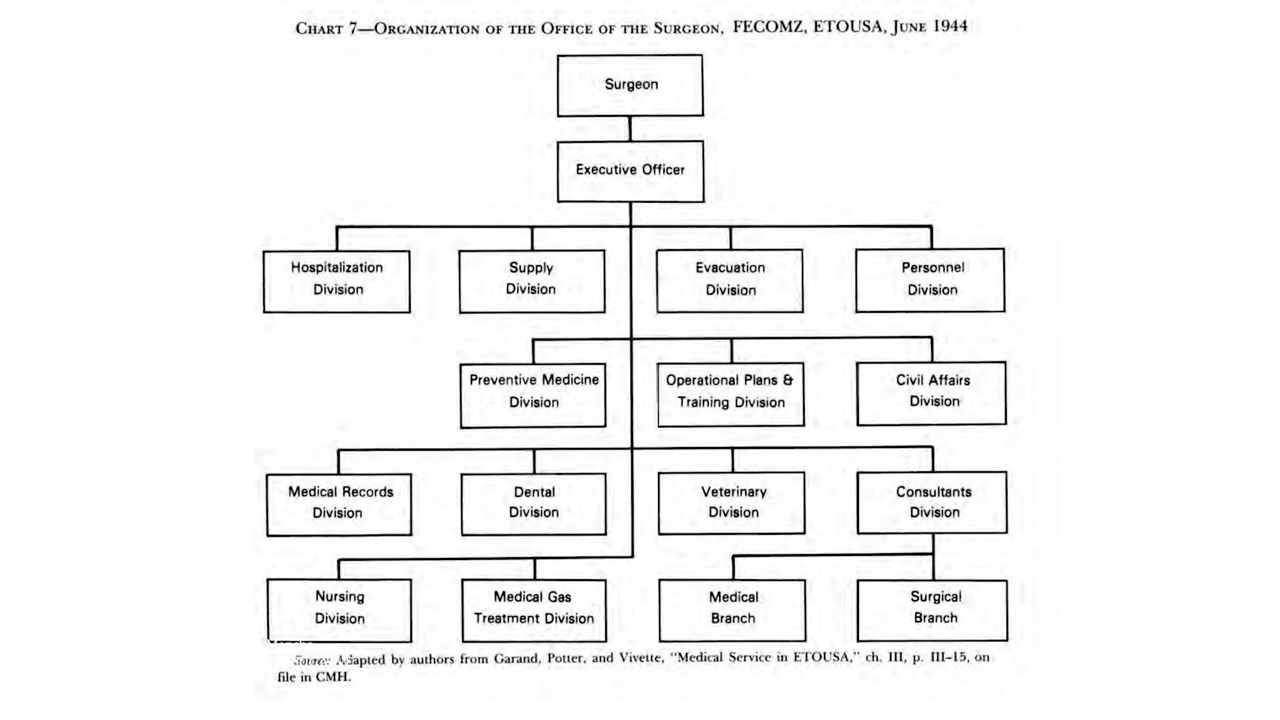 CHART 7—ORGANIZATION OF THE OFFICE OF THE SURGEON, FECOMZ, ETOUSA, JUNE 1944
Surgeon
Executive Officer
Hospitalization
Division
Supply
Division
Evacuation
Division
Personnel
Division
Preventive Medicine
Division
Operational Plans &
Training Division
Civil Affairs
Division
Medical Records
Division
Dental
Division
Veterinary
Division
Consultants
Division
Nursing
Division
Medical Gas
Treatment Division
Medical
Branch
Surgical
Branch
Source: Adapted by authors from Garand, Potter, and Vivette, "Medical Service in ETOUSA," ch. III, p. III-15, on
file in CMH.